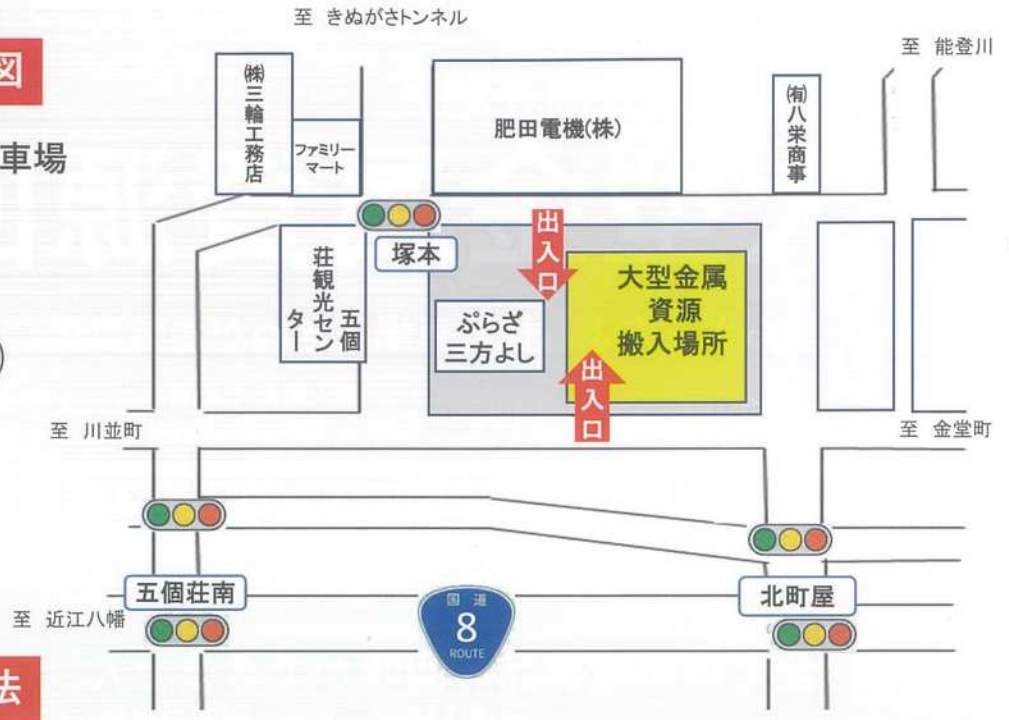 至 きぬがさトンネル
至 能登川
図
車場
㈱三輪工務店
ファミリー
マート
肥田電機(株)
㈲八栄商事
塚本
出入口
五個
荘観光セン
ター
ぷらざ
三方よし
大型金属
資源
搬入場所
出入口
至 川並町
至 金堂町
五個荘南
北町屋
至 近江八幡
国道
8
ROUTE
法